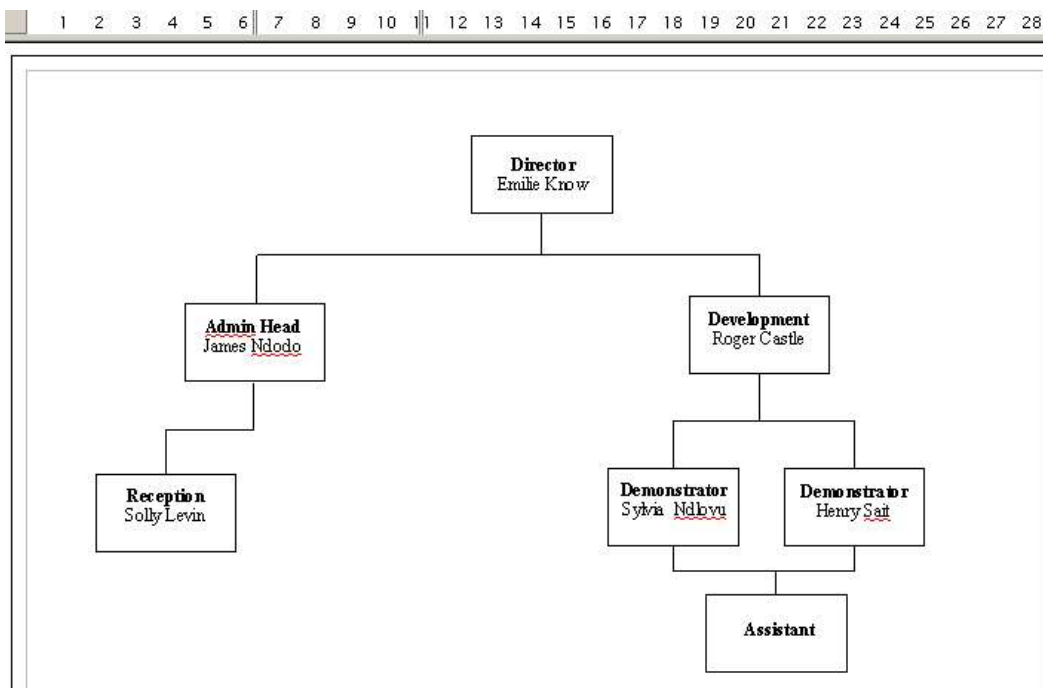 1 2 3 4 5 6 7 8 9 10 11 12 13 14 15 16 17 18 19 20 21 22 23 24 25 26 27 28
Director
Emilie Know
Admin Head
James Ndodo
Development
Roger Castle
Reception
Solly Levin
Demonstrator
Sylvia Ndlovu
Demonstrator
Henry Sait
Assistant